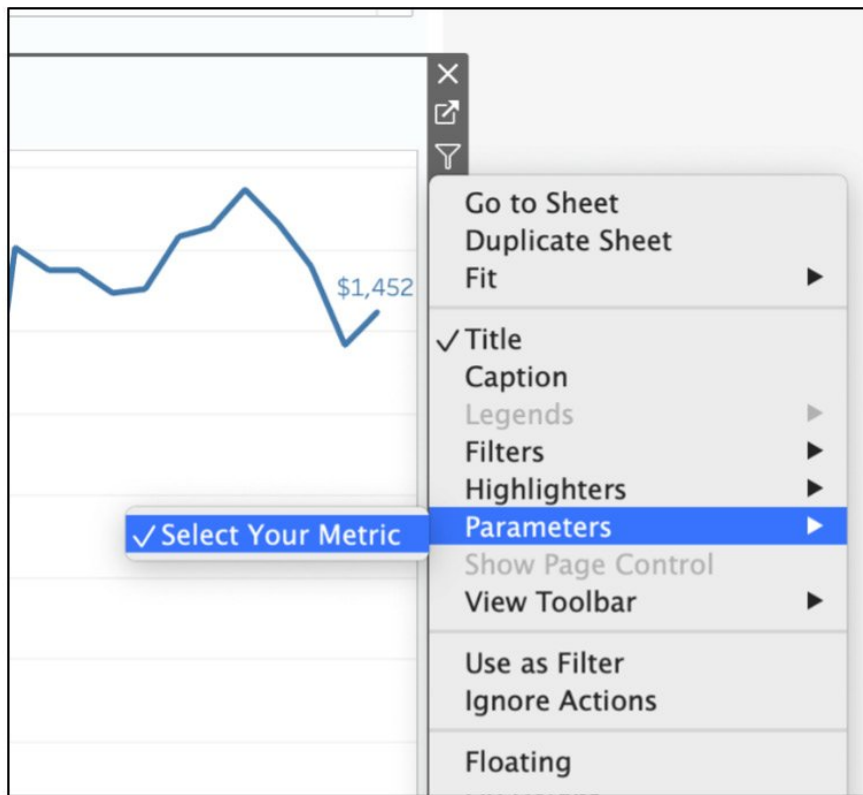 $1,452
Go to Sheet
Duplicate Sheet
Fit
Title
Caption
Legends
Filters
Highlighters
Parameters
Select Your Metric
Show Page Control
View Toolbar
Use as Filter
Ignore Actions
Floating